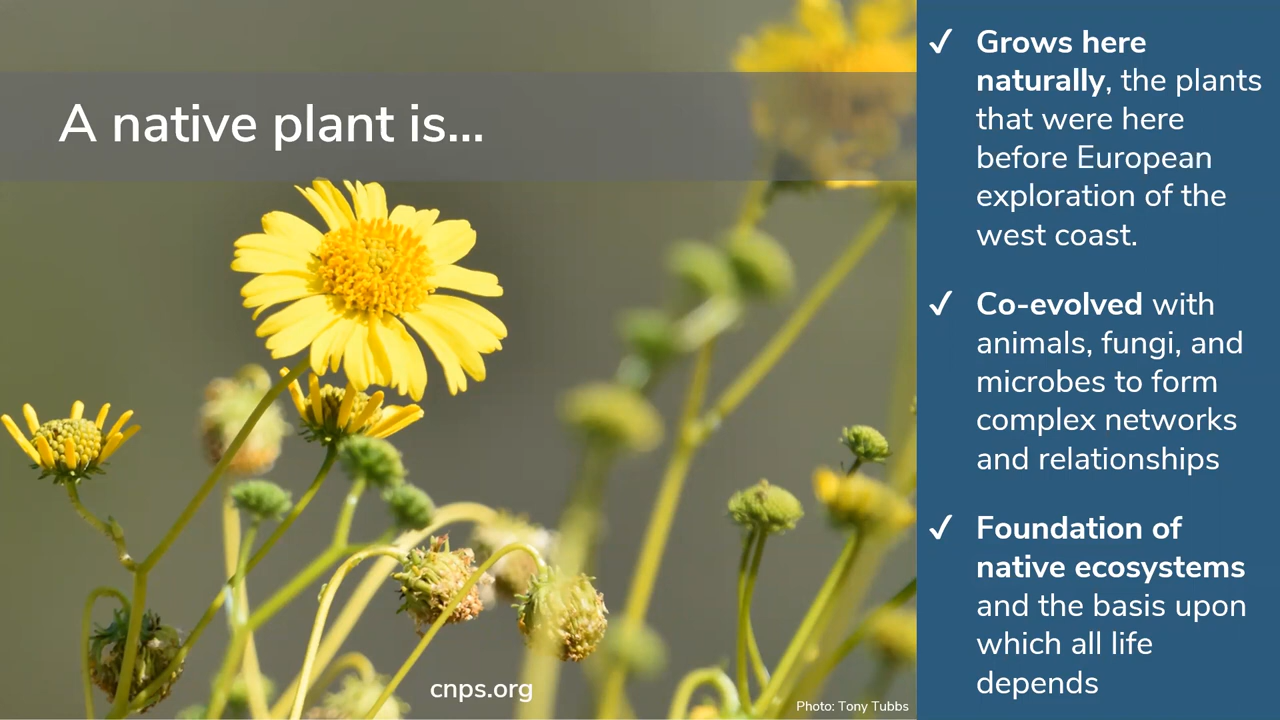 A native plant is...
✓ Grows here
naturally, the plants
that were here
before European
exploration of the
west coast.
✓ Co-evolved with
animals, fungi, and
microbes to form
complex networks
and relationships
✓ Foundation of
native ecosystems
and the basis upon
which all life
depends
cnps.org
Photo: Tony Tubbs